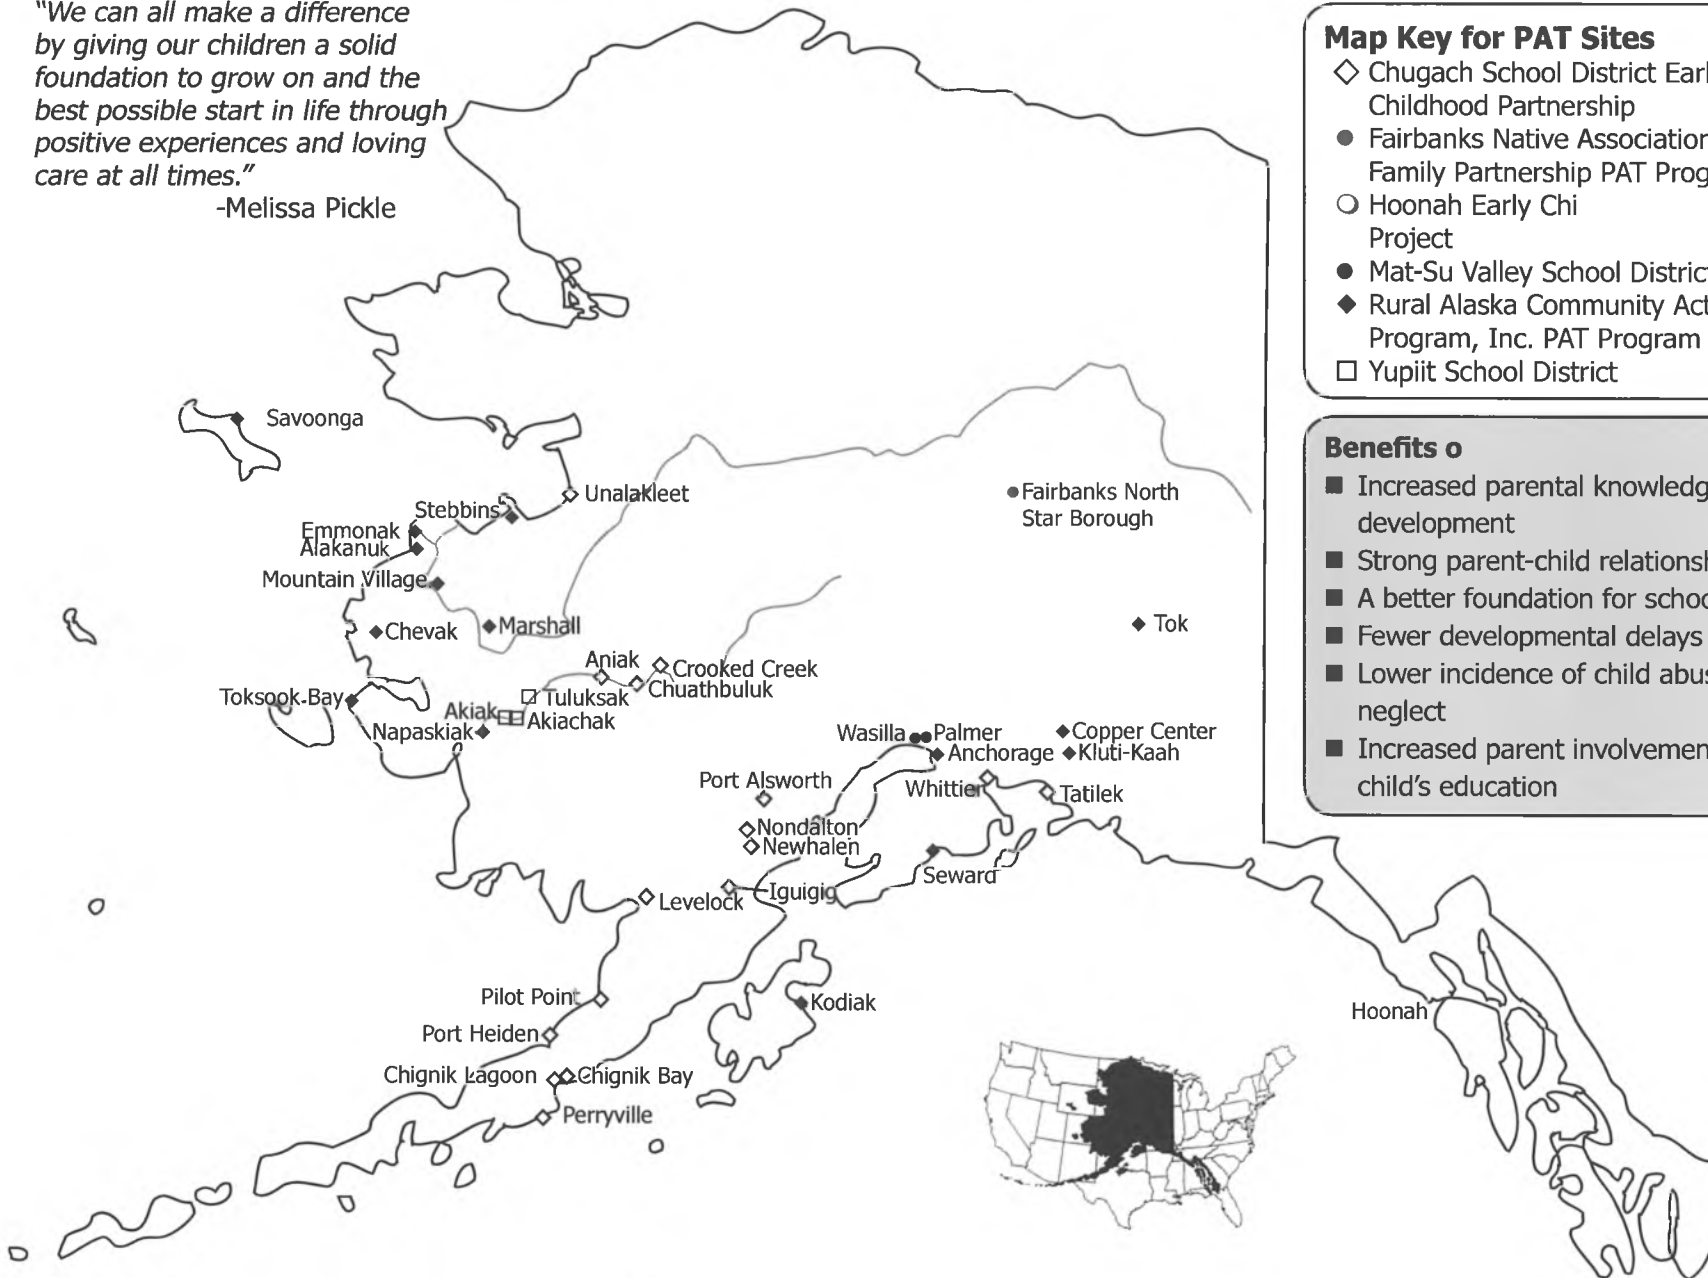 "We can all make a difference
by giving our children a solid
foundation to grow on and the
best possible start in life through
positive experiences and loving
care at all times."
-Melissa Pickle
Map Key for PAT Sites
Chugach School District Earl
Childhood Partnership
Fairbanks Native Association
Family Partnership PAT Prog
Hoonah Early Chi
Project
Mat-Su Valley School District
Rural Alaska Community Act
Program, Inc. PAT Program
Yupiit School District
Benefits o
Increased parental knowledg
development
Strong parent-child relationsh
A better foundation for schoo
Fewer developmental delays
Lower incidence of child abus
neglect
Increased parent involvemen
child's education
Savoonga
Unalakleet
Stebbins
Emmonak
Alakanuk
Mountain Village
Fairbanks North
Star Borough
Chevak
Marshall
Tok
Aniak
Crooked Creek
Chuathbuluk
Toksook Bay
Tuluksak
Akiak
Akiachak
Napaskiak
Wasilla
Palmer
Copper Center
Anchorage
Kluti-Kaah
Port Alsworth
Whittier
Tatilek
Nondalton
Newhalen
Seward
Iguigig
Levelock
Pilot Point
Kodiak
Hoonah
Port Heiden
Chignik Lagoon
Chignik Bay
Perryville